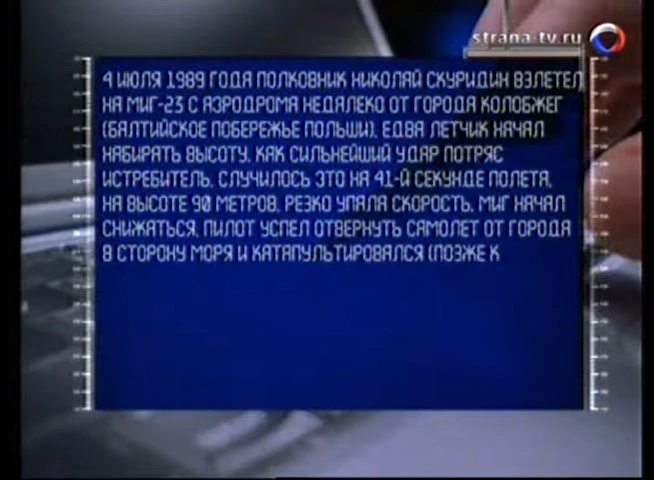 strana-tv.ru
4 ИЮЛЯ 1989 ГОДА ПОЛКОВНИК НИКОЛАЙ СКУРИДИН ВЗЛЕТЕЛ
НА МИГ-23 С АЭРОДРОМА НЕДАЛЕКО ОТ ГОРОДА КОЛОБЖЕГ
(БАЛТИЙСКОЕ ПОБЕРЕЖЬЕ ПОЛЬШИ). ЕДВА ЛЕТЧИК НАЧАЛ
НАБИРАТЬ ВЫСОТУ, КАК СИЛЬНЕЙШИЙ УДАР ПОТРЯС
ИСТРЕБИТЕЛЬ. СЛУЧИЛОСЬ ЭТО НА 41-Й СЕКУНДЕ ПОЛЕТА,
НА ВЫСОТЕ 90 МЕТРОВ. РЕЗКО УПАЛА СКОРОСТЬ, МИГ НАЧАЛ
СНИЖАТЬСЯ, ПИЛОТ УСПЕЛ ОТВЕРНУТЬ САМОЛЕТ ОТ ГОРОДА
В СТОРОНУ МОРЯ И КАТАПУЛЬТИРОВАЛСЯ (ПОЗЖЕ К